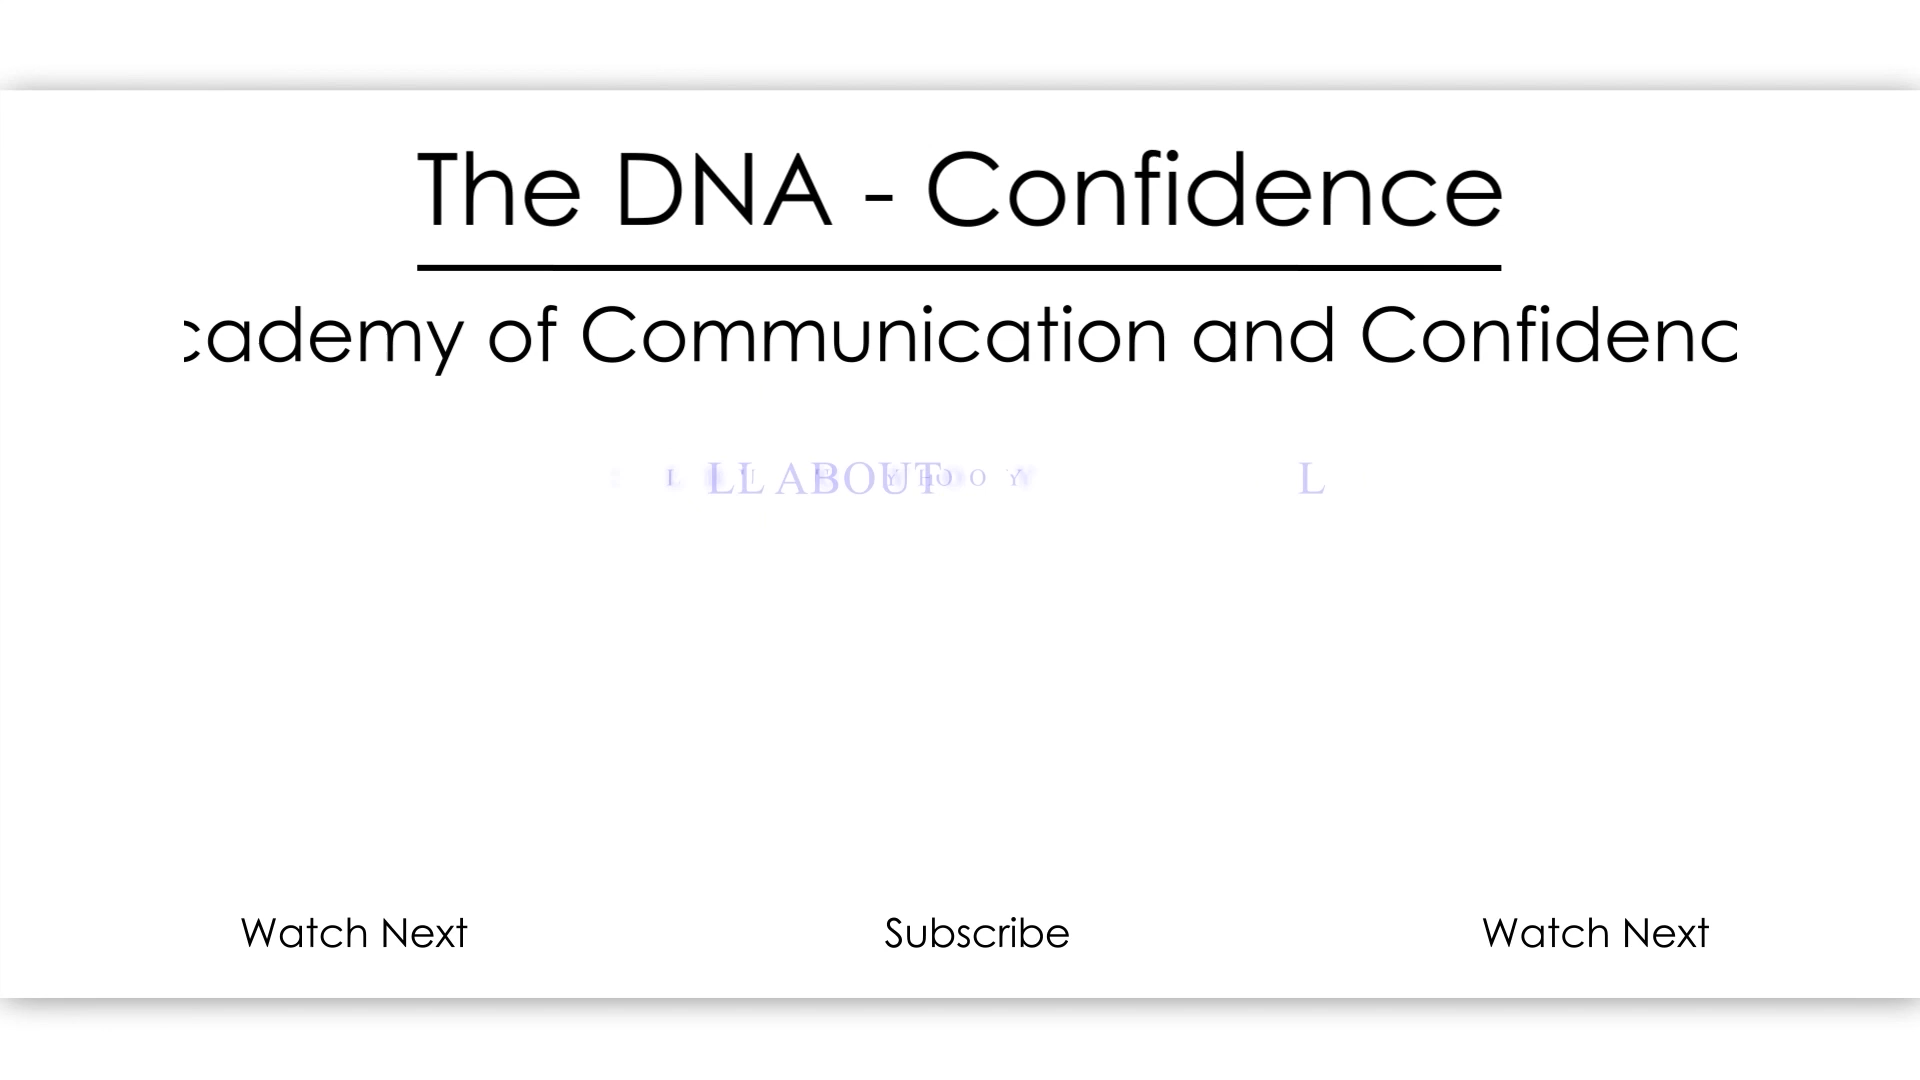 The DNA - Confidence
cademy of Communication and Confidenc
LL ABOUT
L
Watch Next Subscribe Watch Next